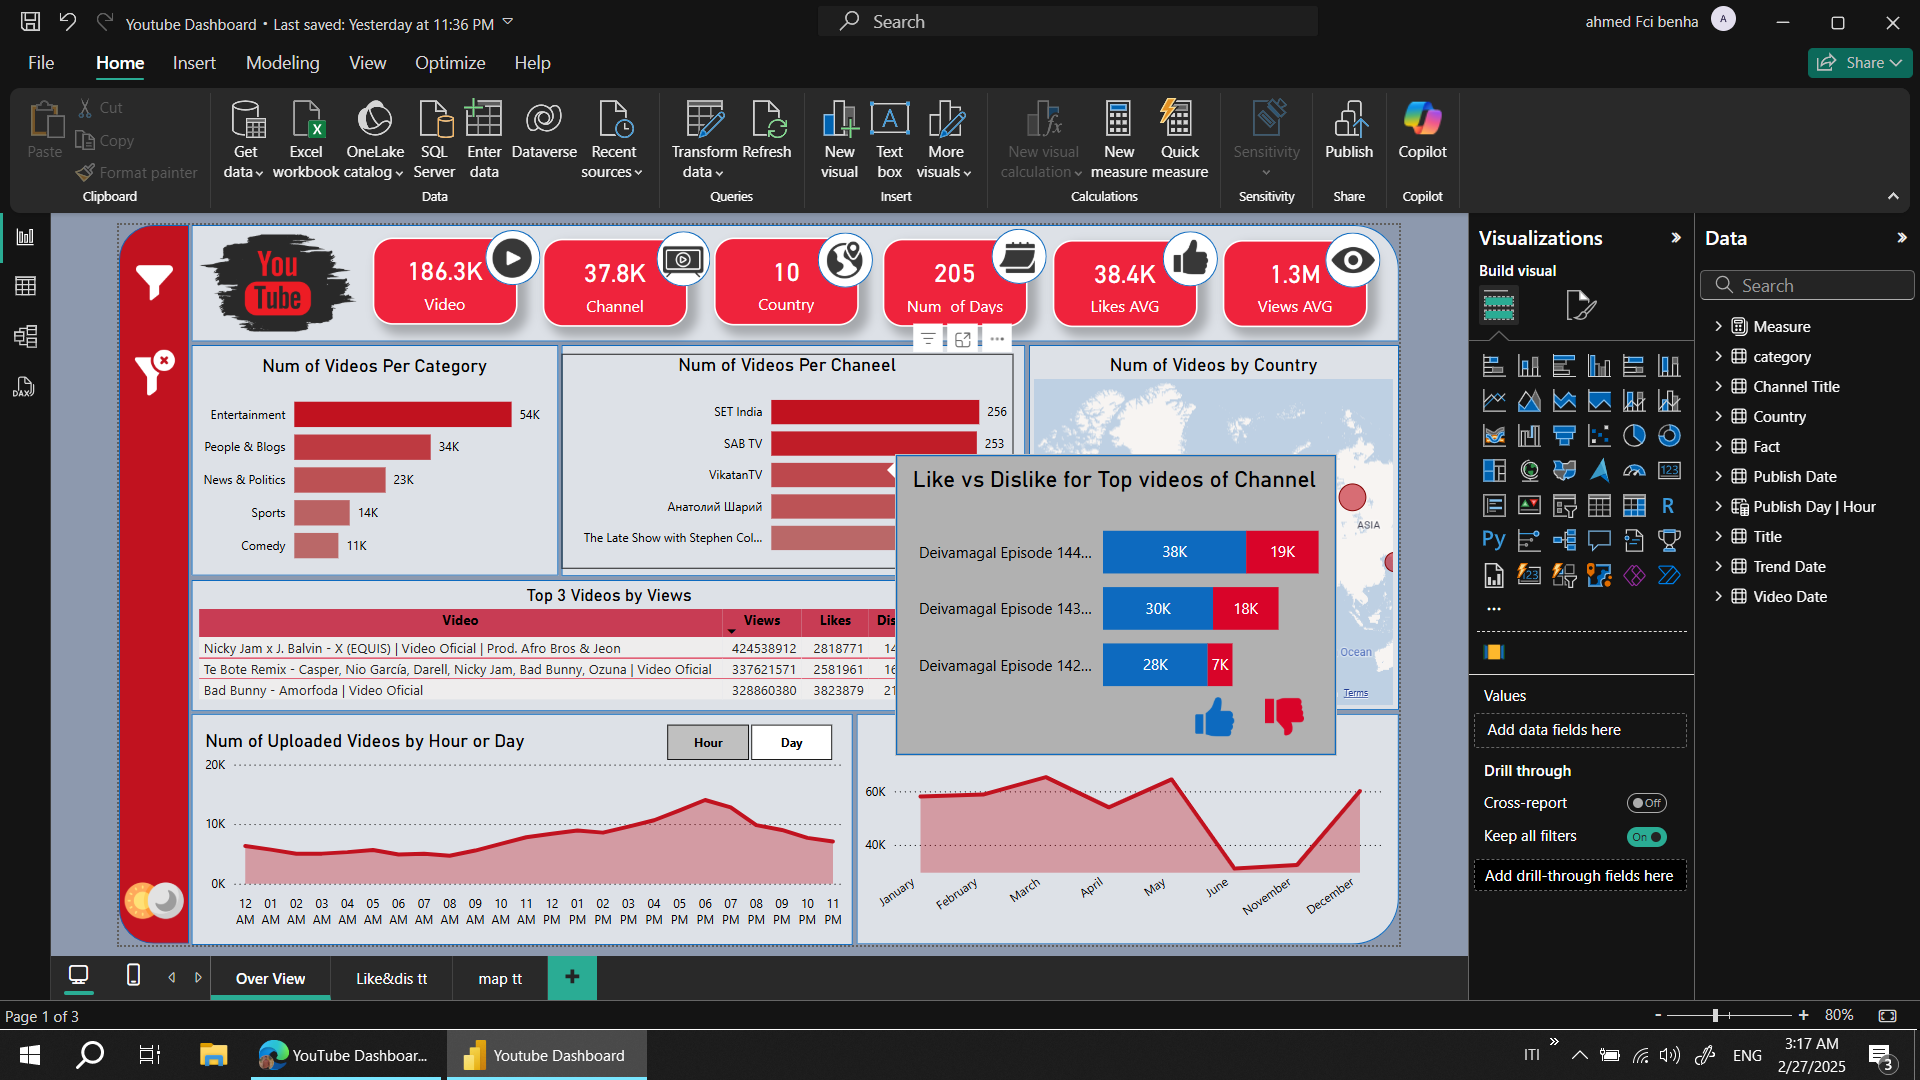 Youtube Dashboard • Last saved: Yesterday at 11:36 PM
Search
ahmed Fci benha
A
File
Home
Insert
Modeling
View
Optimize
Help
Share
Paste
Cut
Copy
Format painter
Clipboard
Get data
Excel workbook
OneLake catalog
SQL Server
Enter data
Dataverse
Recent sources
Data
Transform data
Refresh
Queries
New visual
Text box
More visuals
Insert
New visual calculation
New measure
Quick measure
Calculations
Sensitivity
Sensitivity
Publish
Share
Copilot
Copilot
You
Tube
186.3K
Video
37.8K
Channel
10
Country
205
Num of Days
38.4K
Likes AVG
1.3M
Views AVG
Num of Videos Per Category
Entertainment 54K
People & Blogs 34K
News & Politics 23K
Sports 14K
Comedy 11K
Num of Videos Per Chaneel
SET India 256
SAB TV 253
VikatanTV
Анатолий Шарий
The Late Show with Stephen Col...
Num of Videos by Country
ASIA
Ocean
Terms
Like vs Dislike for Top videos of Channel
Deivamagal Episode 144... 38K 19K
Deivamagal Episode 143... 30K 18K
Deivamagal Episode 142... 28K 7K
Top 3 Videos by Views
Video Views Likes Dis
Nicky Jam x J. Balvin - X (EQUIS) | Video Oficial | Prod. Afro Bros & Jeon 424538912 2818771 14
Te Bote Remix - Casper, Nio García, Darell, Nicky Jam, Bad Bunny, Ozuna | Video Oficial 337621571 2581961 16
Bad Bunny - Amorfoda | Video Oficial 328860380 3823879 21
Num of Uploaded Videos by Hour or Day
Hour
Day
20K
10K
0K
12 01 02 03 04 05 06 07 08 09 10 11 12 01 02 03 04 05 06 07 08 09 10 11
AM AM AM AM AM AM AM AM AM AM AM AM PM PM PM PM PM PM PM PM PM PM PM PM
60K
40K
January February March April May June November December
Visualizations
Build visual
Values
Add data fields here
Drill through
Cross-report Off
Keep all filters On
Add drill-through fields here
Data
Search
Measure
category
Channel Title
Country
Fact
Publish Date
Publish Day | Hour
Title
Trend Date
Video Date
Over View
Like&dis tt
map tt
Page 1 of 3
- + 80%
YouTube Dashboar...
Youtube Dashboard
ITI
ENG
3:17 AM
2/27/2025
3